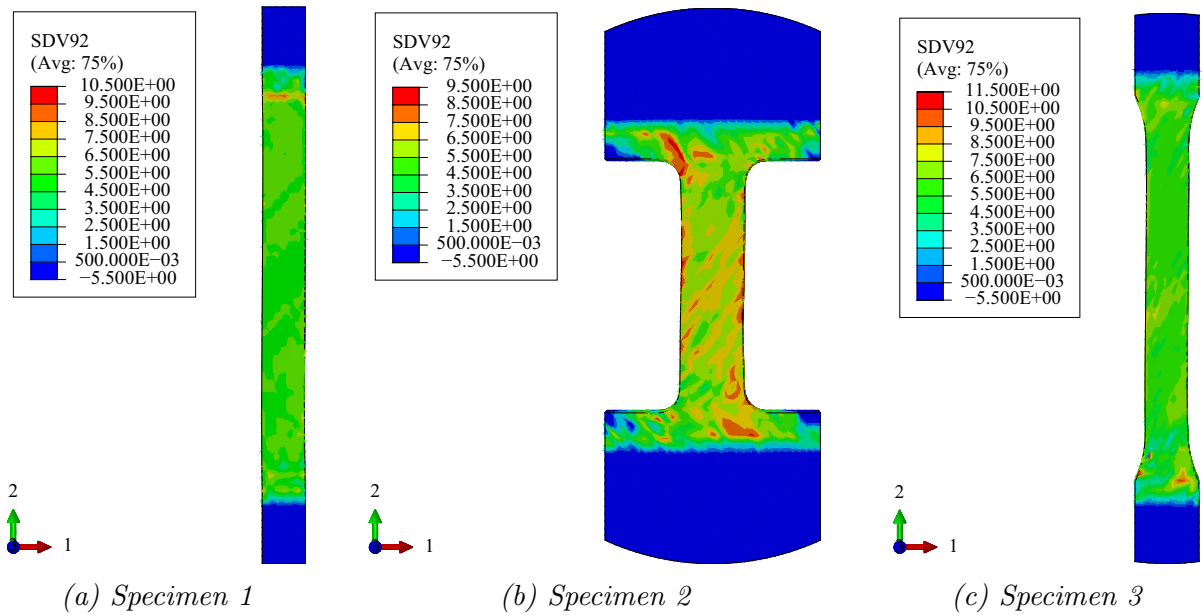 SDV92
(Avg: 75%)
10.500E+00
9.500E+00
8.500E+00
7.500E+00
6.500E+00
5.500E+00
4.500E+00
3.500E+00
2.500E+00
1.500E+00
500.000E−03
−5.500E+00
2
1
(a) Specimen 1
SDV92
(Avg: 75%)
9.500E+00
8.500E+00
7.500E+00
6.500E+00
5.500E+00
4.500E+00
3.500E+00
2.500E+00
1.500E+00
500.000E−03
−5.500E+00
2
1
(b) Specimen 2
SDV92
(Avg: 75%)
11.500E+00
10.500E+00
9.500E+00
8.500E+00
7.500E+00
6.500E+00
5.500E+00
4.500E+00
3.500E+00
2.500E+00
1.500E+00
500.000E−03
−5.500E+00
2
1
(c) Specimen 3